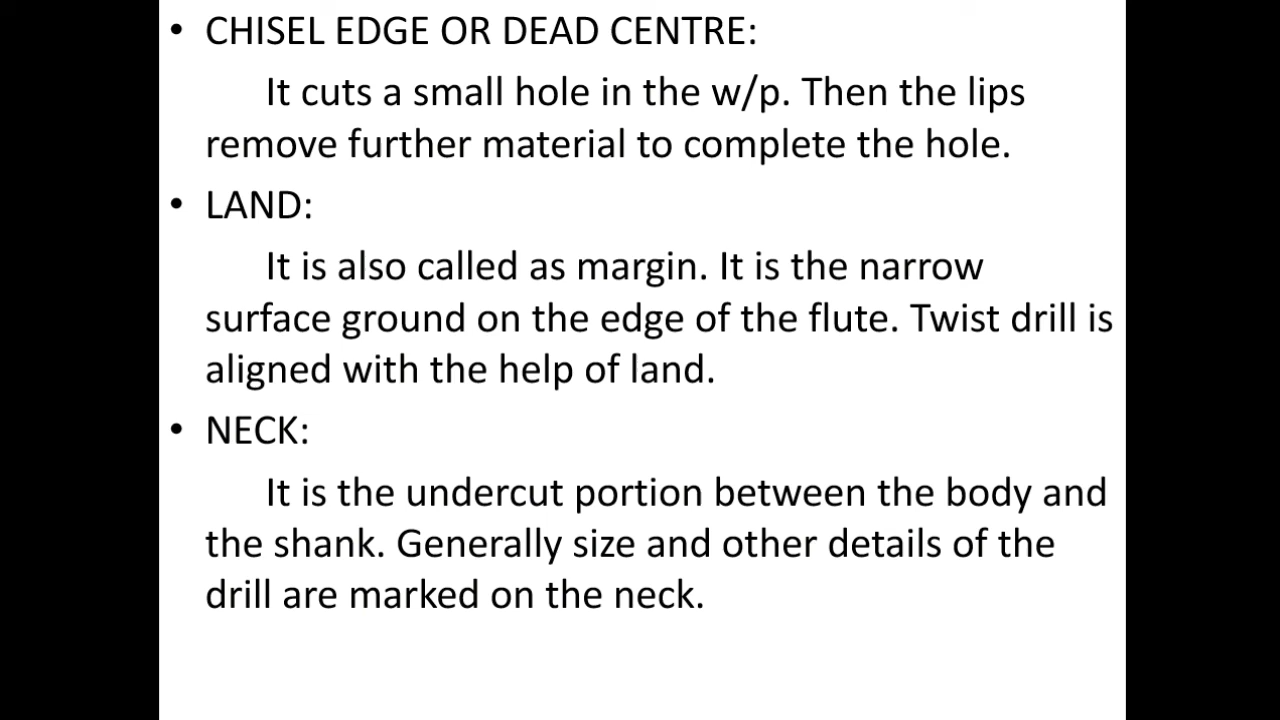 • CHISEL EDGE OR DEAD CENTRE:
It cuts a small hole in the w/p. Then the lips
remove further material to complete the hole.
• LAND:
It is also called as margin. It is the narrow
surface ground on the edge of the flute. Twist drill is
aligned with the help of land.
• NECK:
It is the undercut portion between the body and
the shank. Generally size and other details of the
drill are marked on the neck.